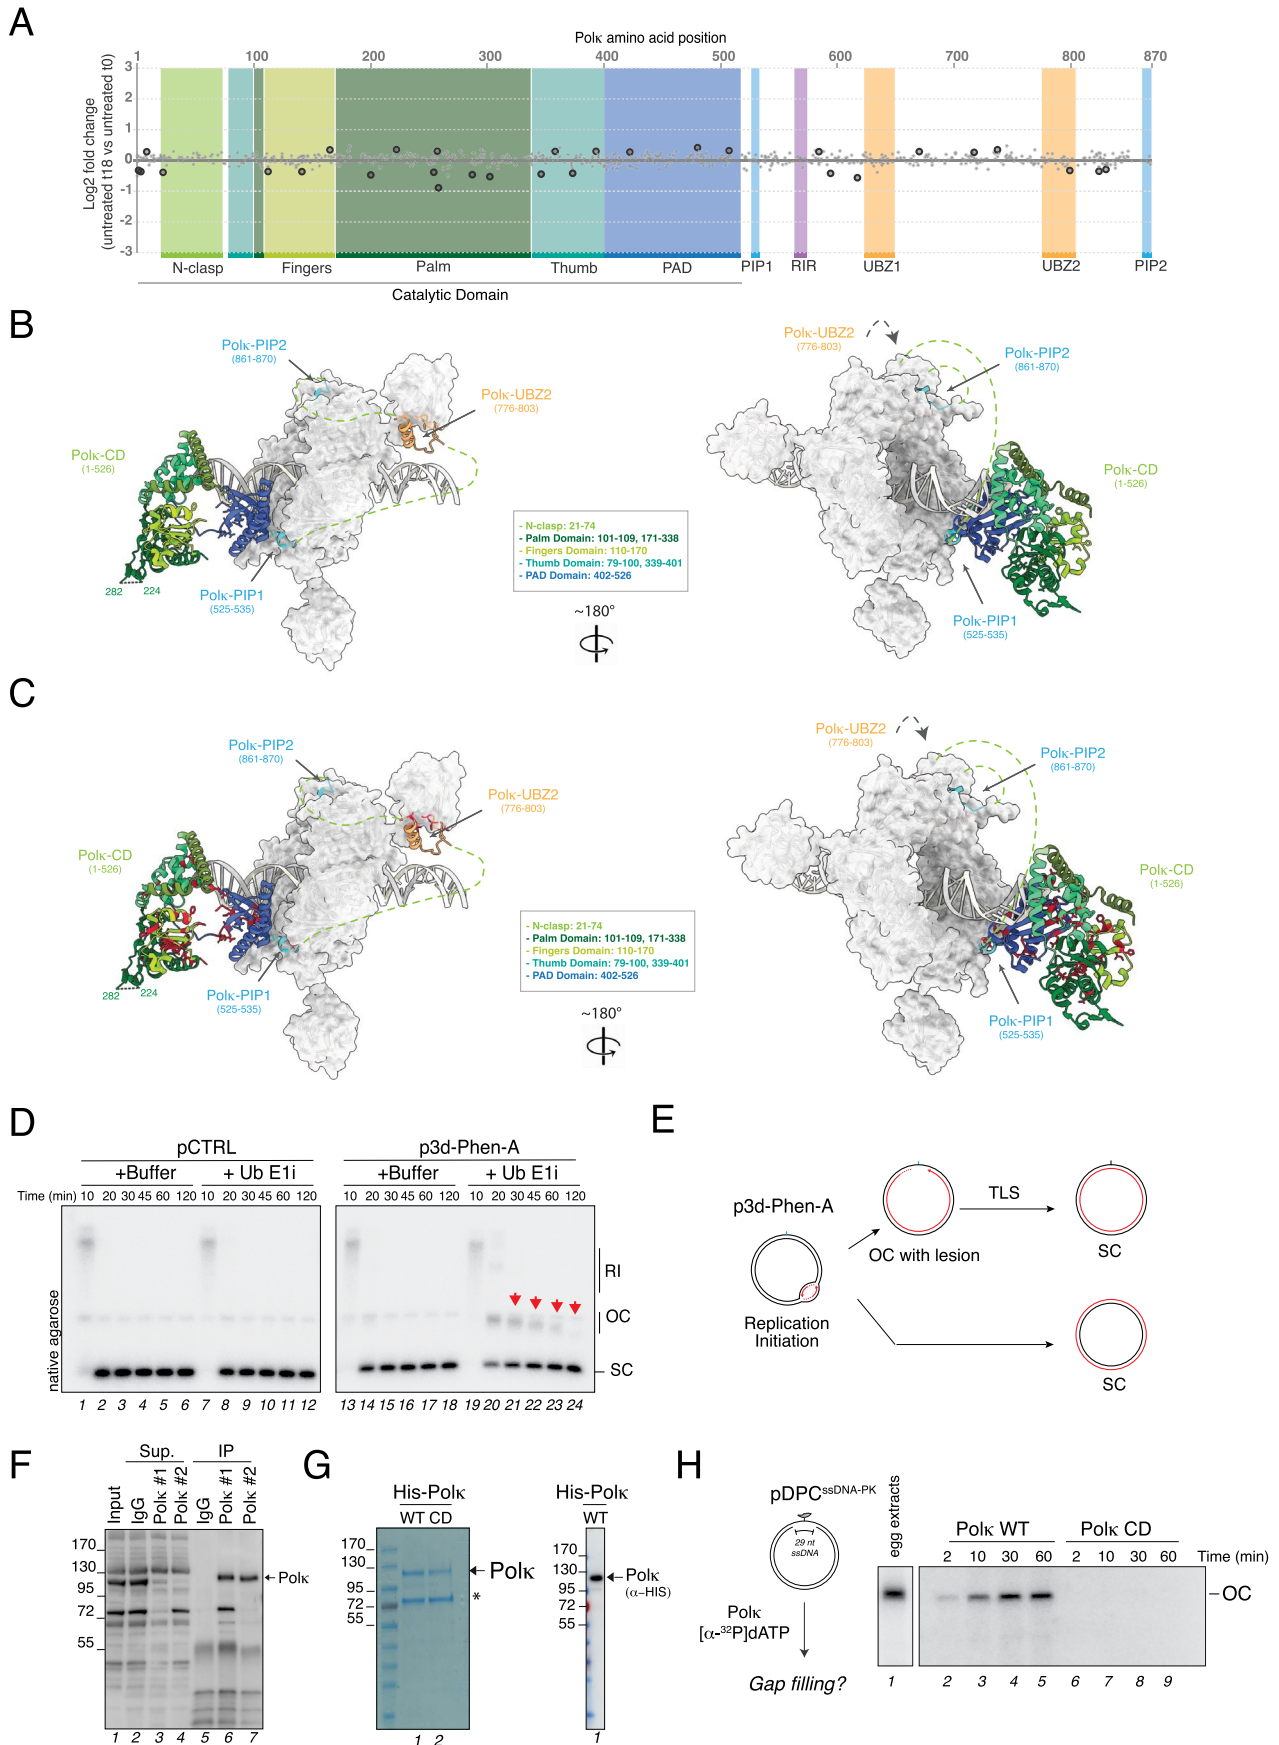 A
Polκ amino acid position
1 100 200 300 400 500 600 700 800 870
Log2 fold change
(untreated t18 vs untreated t0)
3
2
1
0
-1
-2
-3
N-clasp Fingers Palm Thumb PAD PIP1 RIR UBZ1 UBZ2 PIP2
Catalytic Domain
B
Polκ-PIP2
(861-870)
Polκ-UBZ2
(776-803)
Polκ-CD
(1-526)
Polκ-PIP1
(525-535)
282 224
- N-clasp: 21-74
- Palm Domain: 101-109, 171-338
- Fingers Domain: 110-170
- Thumb Domain: 79-100, 339-401
- PAD Domain: 402-526
~180°
Polκ-UBZ2
(776-803)
Polκ-PIP2
(861-870)
Polκ-CD
(1-526)
Polκ-PIP1
(525-535)
C
Polκ-PIP2
(861-870)
Polκ-UBZ2
(776-803)
Polκ-CD
(1-526)
282 224
Polκ-PIP1
(525-535)
- N-clasp: 21-74
- Palm Domain: 101-109, 171-338
- Fingers Domain: 110-170
- Thumb Domain: 79-100, 339-401
- PAD Domain: 402-526
~180°
Polκ-UBZ2
(776-803)
Polκ-PIP2
(861-870)
Polκ-CD
(1-526)
Polκ-PIP1
(525-535)
D
pCTRL p3d-Phen-A
+Buffer + Ub E1i +Buffer + Ub E1i
Time (min) 10 20 30 45 60 120 10 20 30 45 60 120 10 20 30 45 60 120 10 20 30 45 60 120
native agarose
RI
OC
SC
1 2 3 4 5 6 7 8 9 10 11 12 13 14 15 16 17 18 19 20 21 22 23 24
E
p3d-Phen-A
Replication
Initiation
OC with lesion
TLS
SC
SC
F
Sup. IP
Input IgG Polκ #1 Polκ #2 IgG Polκ #1 Polκ #2
170
130
95
72
55
Polκ
1 2 3 4 5 6 7
G
His-Polκ
WT CD
170
130
95
72
55
Polκ
*
1 2
His-Polκ
WT
170
130
95
72
55
Polκ
(α-HIS)
1
H
pDPCssDNA-PK
29 nt
ssDNA
Polκ
[α-32P]dATP
Gap filling?
egg extracts
Polκ WT Polκ CD
2 10 30 60 2 10 30 60 Time (min)
OC
1 2 3 4 5 6 7 8 9